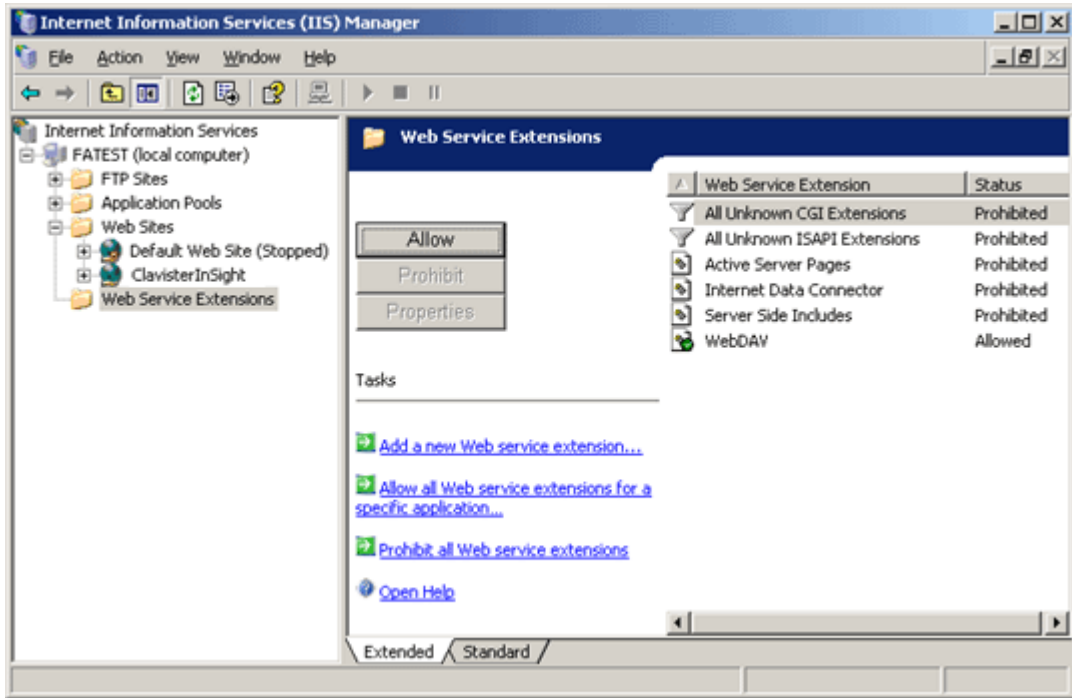 Internet Information Services (IIS) Manager
File Action View Window Help
Internet Information Services
FATEST (local computer)
FTP Sites
Application Pools
Web Sites
Default Web Site (Stopped)
ClavisterInSight
Web Service Extensions
Web Service Extensions
Allow
Prohibit
Properties
Tasks
Add a new Web service extension...
Allow all Web service extensions for a
specific application...
Prohibit all Web service extensions
Open Help
Web Service Extension Status
All Unknown CGI Extensions Prohibited
All Unknown ISAPI Extensions Prohibited
Active Server Pages Prohibited
Internet Data Connector Prohibited
Server Side Includes Prohibited
WebDAV Allowed
Extended Standard